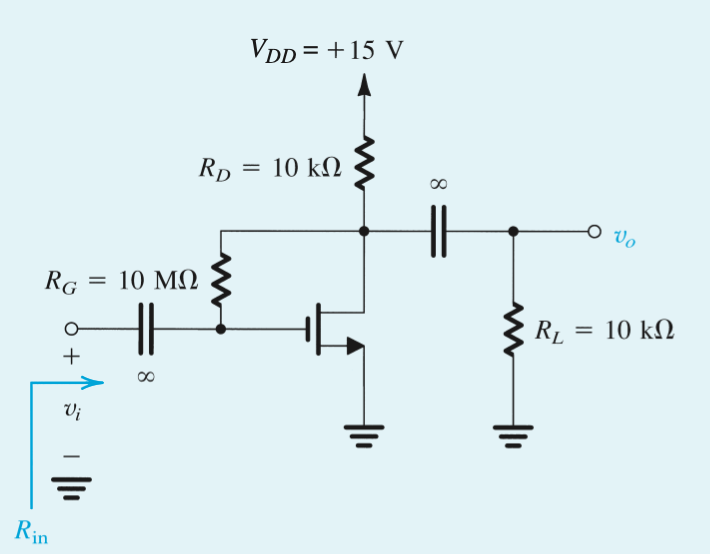 V_DD = +15 V
R_D = 10 kΩ
∞
v_o
R_G = 10 MΩ
R_L = 10 kΩ
+
∞
v_i
−
R_in